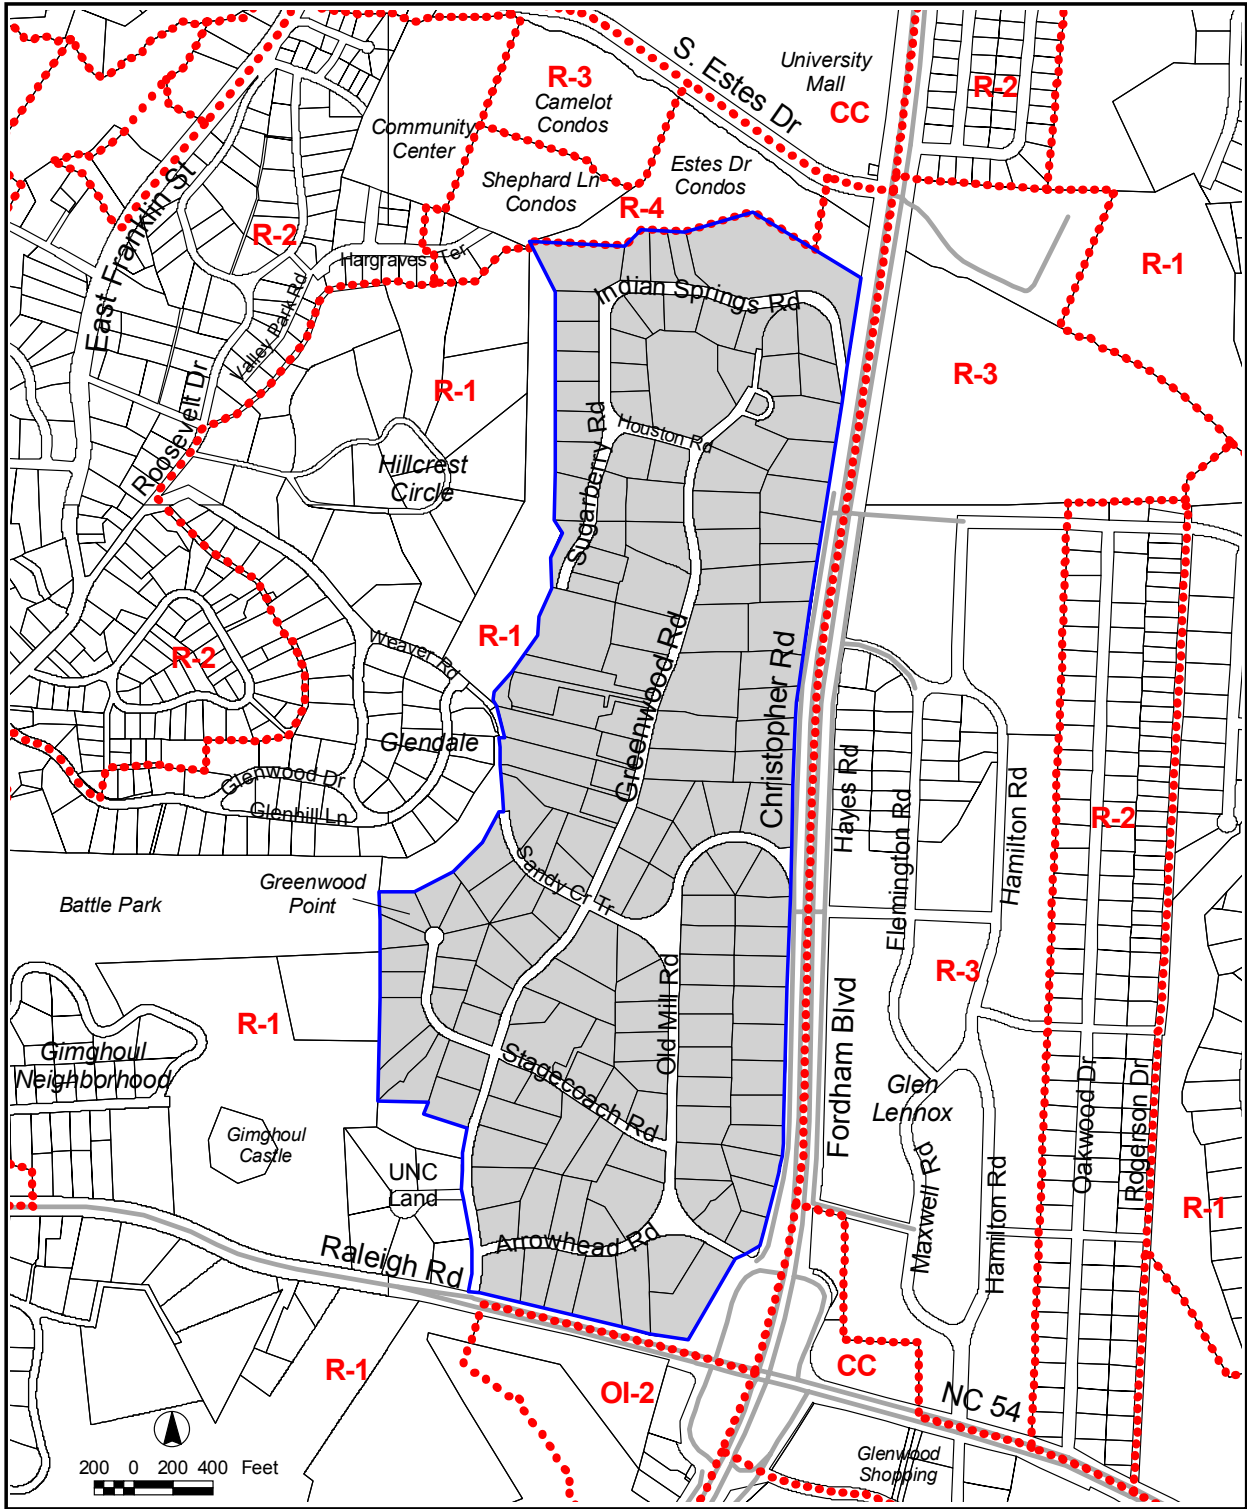 S. Estes Dr
University
Mall
CC
R-2
R-3
Camelot
Condos
Community
Center
Shephard Ln
Condos
Estes Dr
Condos
R-4
R-2
Hargraves Ter
East Franklin St
Valley Park Rd
Roosevelt Dr
R-1
R-1
R-3
Indian Springs Rd
Houston Rd
Sugarberry Rd
Hillcrest
Circle
R-1
R-2
Weaver Rd
Greenwood Rd
Christopher Rd
Glendale
Glenwood Dr
Glenhill Ln
Hayes Rd
Flemington Rd
Hamilton Rd
R-2
Sandy Cr Tr
Greenwood
Point
Battle Park
Old Mill Rd
R-3
Fordham Blvd
R-1
Gimghoul
Neighborhood
Stagecoach Rd
Glen
Lennox
Oakwood Dr
Rogerson Dr
Gimghoul
Castle
UNC
Land
Maxwell Rd
Hamilton Rd
R-1
Arrowhead Rd
Raleigh Rd
R-1
OI-2
CC
NC 54
Glenwood
Shopping
200 0 200 400 Feet